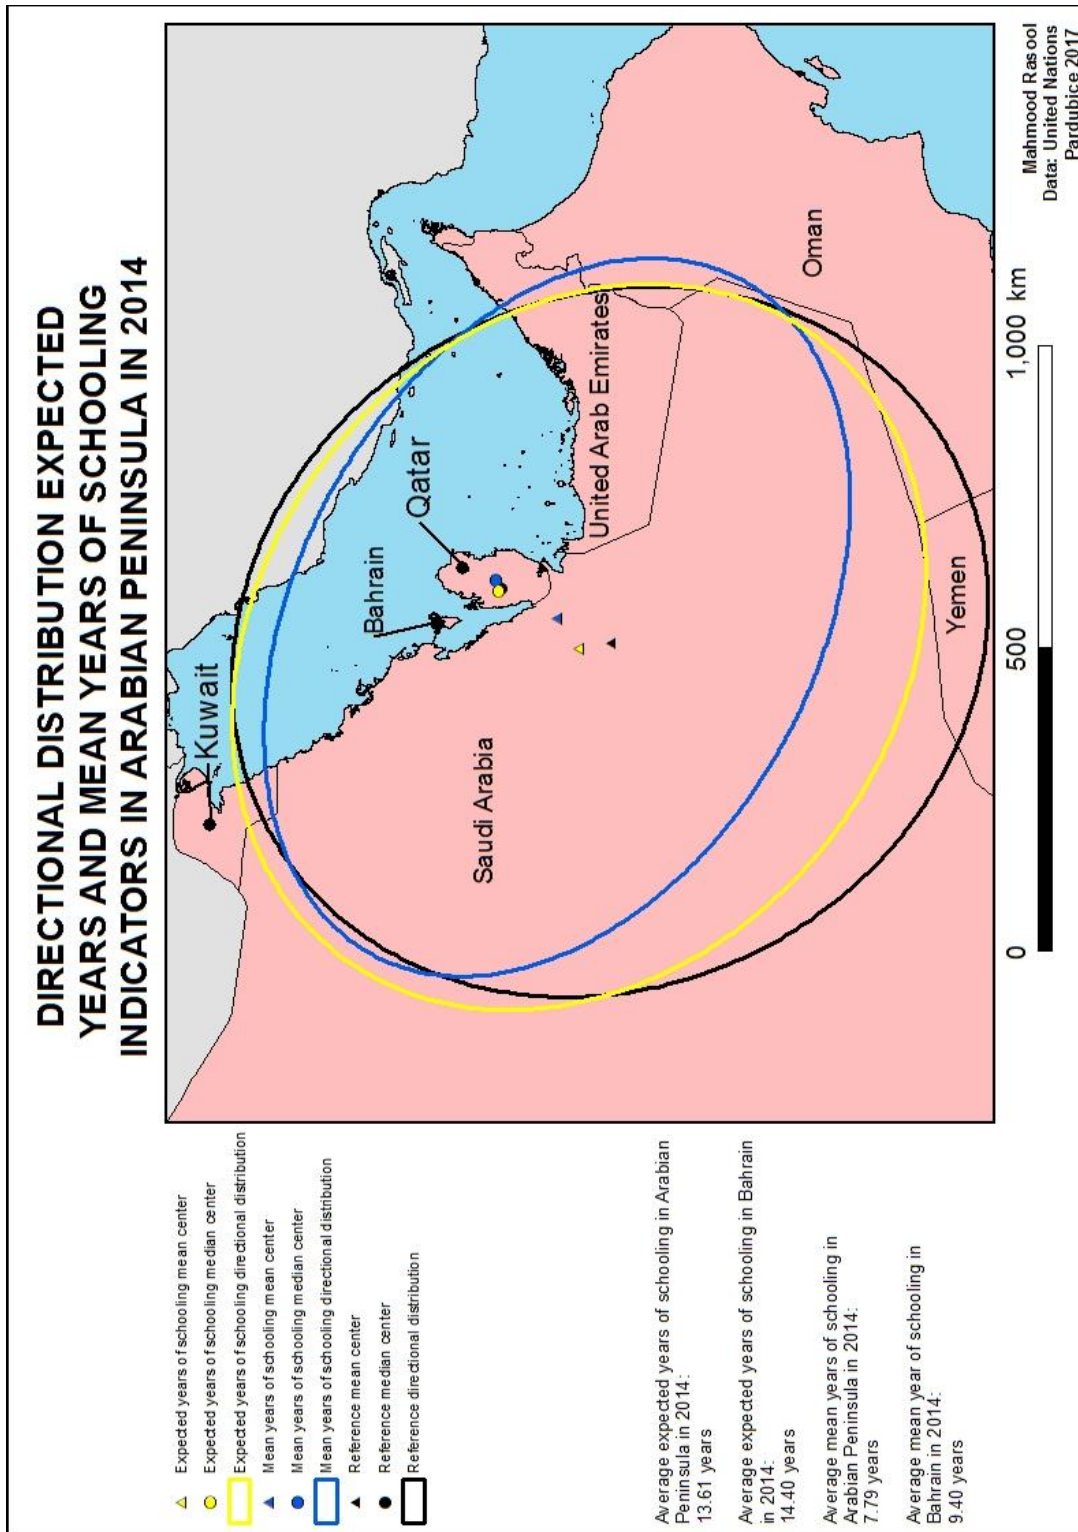 DIRECTIONAL DISTRIBUTION EXPECTED
YEARS AND MEAN YEARS OF SCHOOLING
INDICATORS IN ARABIAN PENINSULA IN 2014
Expected years of schooling mean center
Expected years of schooling median center
Expected years of schooling directional distribution
Mean years of schooling mean center
Mean years of schooling median center
Mean years of schooling directional distribution
Reference mean center
Reference median center
Reference directional distribution
Average expected years of schooling in Arabian
Peninsula in 2014:
13.61 years
Average expected years of schooling in Bahrain
in 2014:
14.40 years
Average mean years of schooling in
Arabian Peninsula in 2014:
7.79 years
Average mean year of schooling in
Bahrain in 2014:
9.40 years
Kuwait
Bahrain
Qatar
Saudi Arabia
United Arab Emirates
Oman
Yemen
0 500 1,000 km
Mahmood Rasool
Data: United Nations
Pardubice 2017